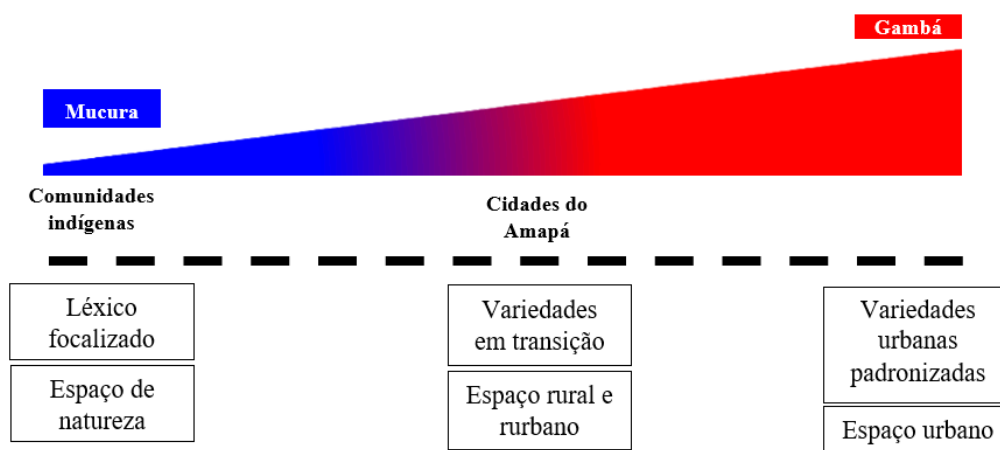 Gambá
Mucura
Comunidades
indígenas
Cidades do
Amapá
Léxico
focalizado
Espaço de
natureza
Variedades
em transição
Espaço rural e
rurbano
Variedades
urbanas
padronizadas
Espaço urbano